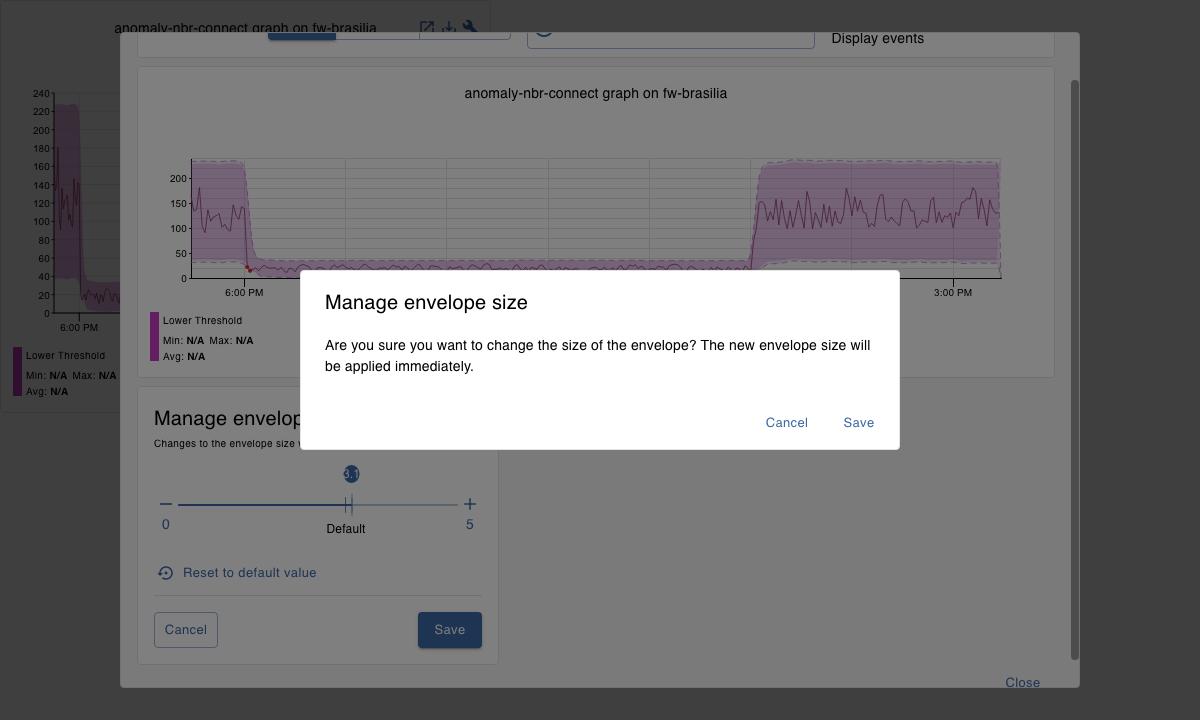 anomaly-nbr-connect graph on fw-brasilia
Display events
anomaly-nbr-connect graph on fw-brasilia
240
220
200
180
160
140
120
100
80
60
40
20
0
6:00 PM
Lower Threshold
Min: N/A Max: N/A
Avg: N/A
200
150
100
50
0
6:00 PM
3:00 PM
Lower Threshold
Min: N/A Max: N/A
Avg: N/A
Manage envelope size
Are you sure you want to change the size of the envelope? The new envelope size will
be applied immediately.
Cancel Save
Manage envelop
Changes to the envelope size
3.1
0 5
Default
Reset to default value
Cancel Save
Close